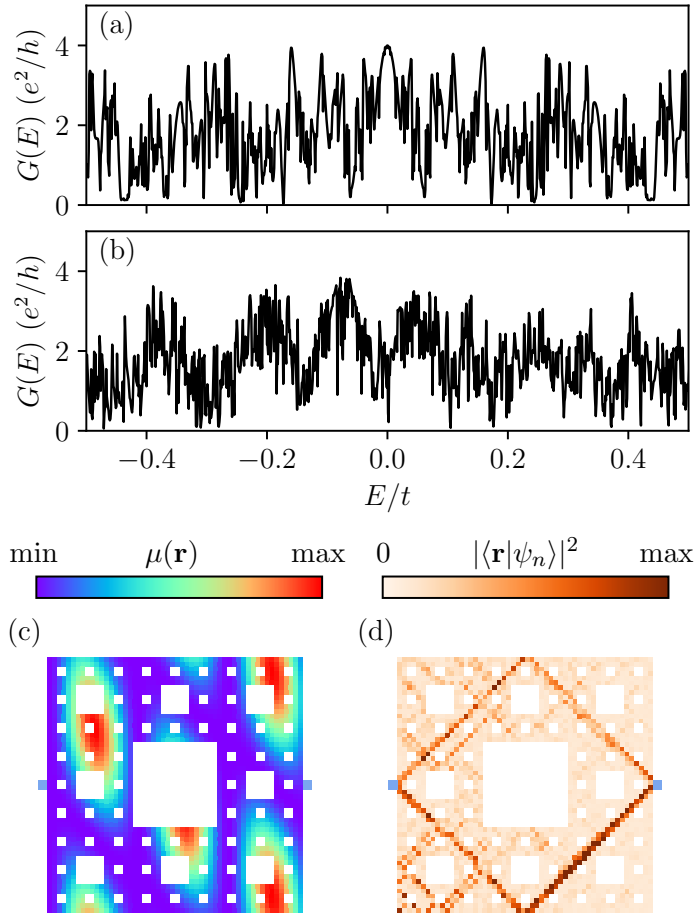 (a)
G(E) (e²/h)
4
2
0
(b)
G(E) (e²/h)
4
2
0
−0.4 −0.2 0.0 0.2 0.4
E/t
min μ(r) max
0 |⟨r|ψₙ⟩|² max
(c) (d)